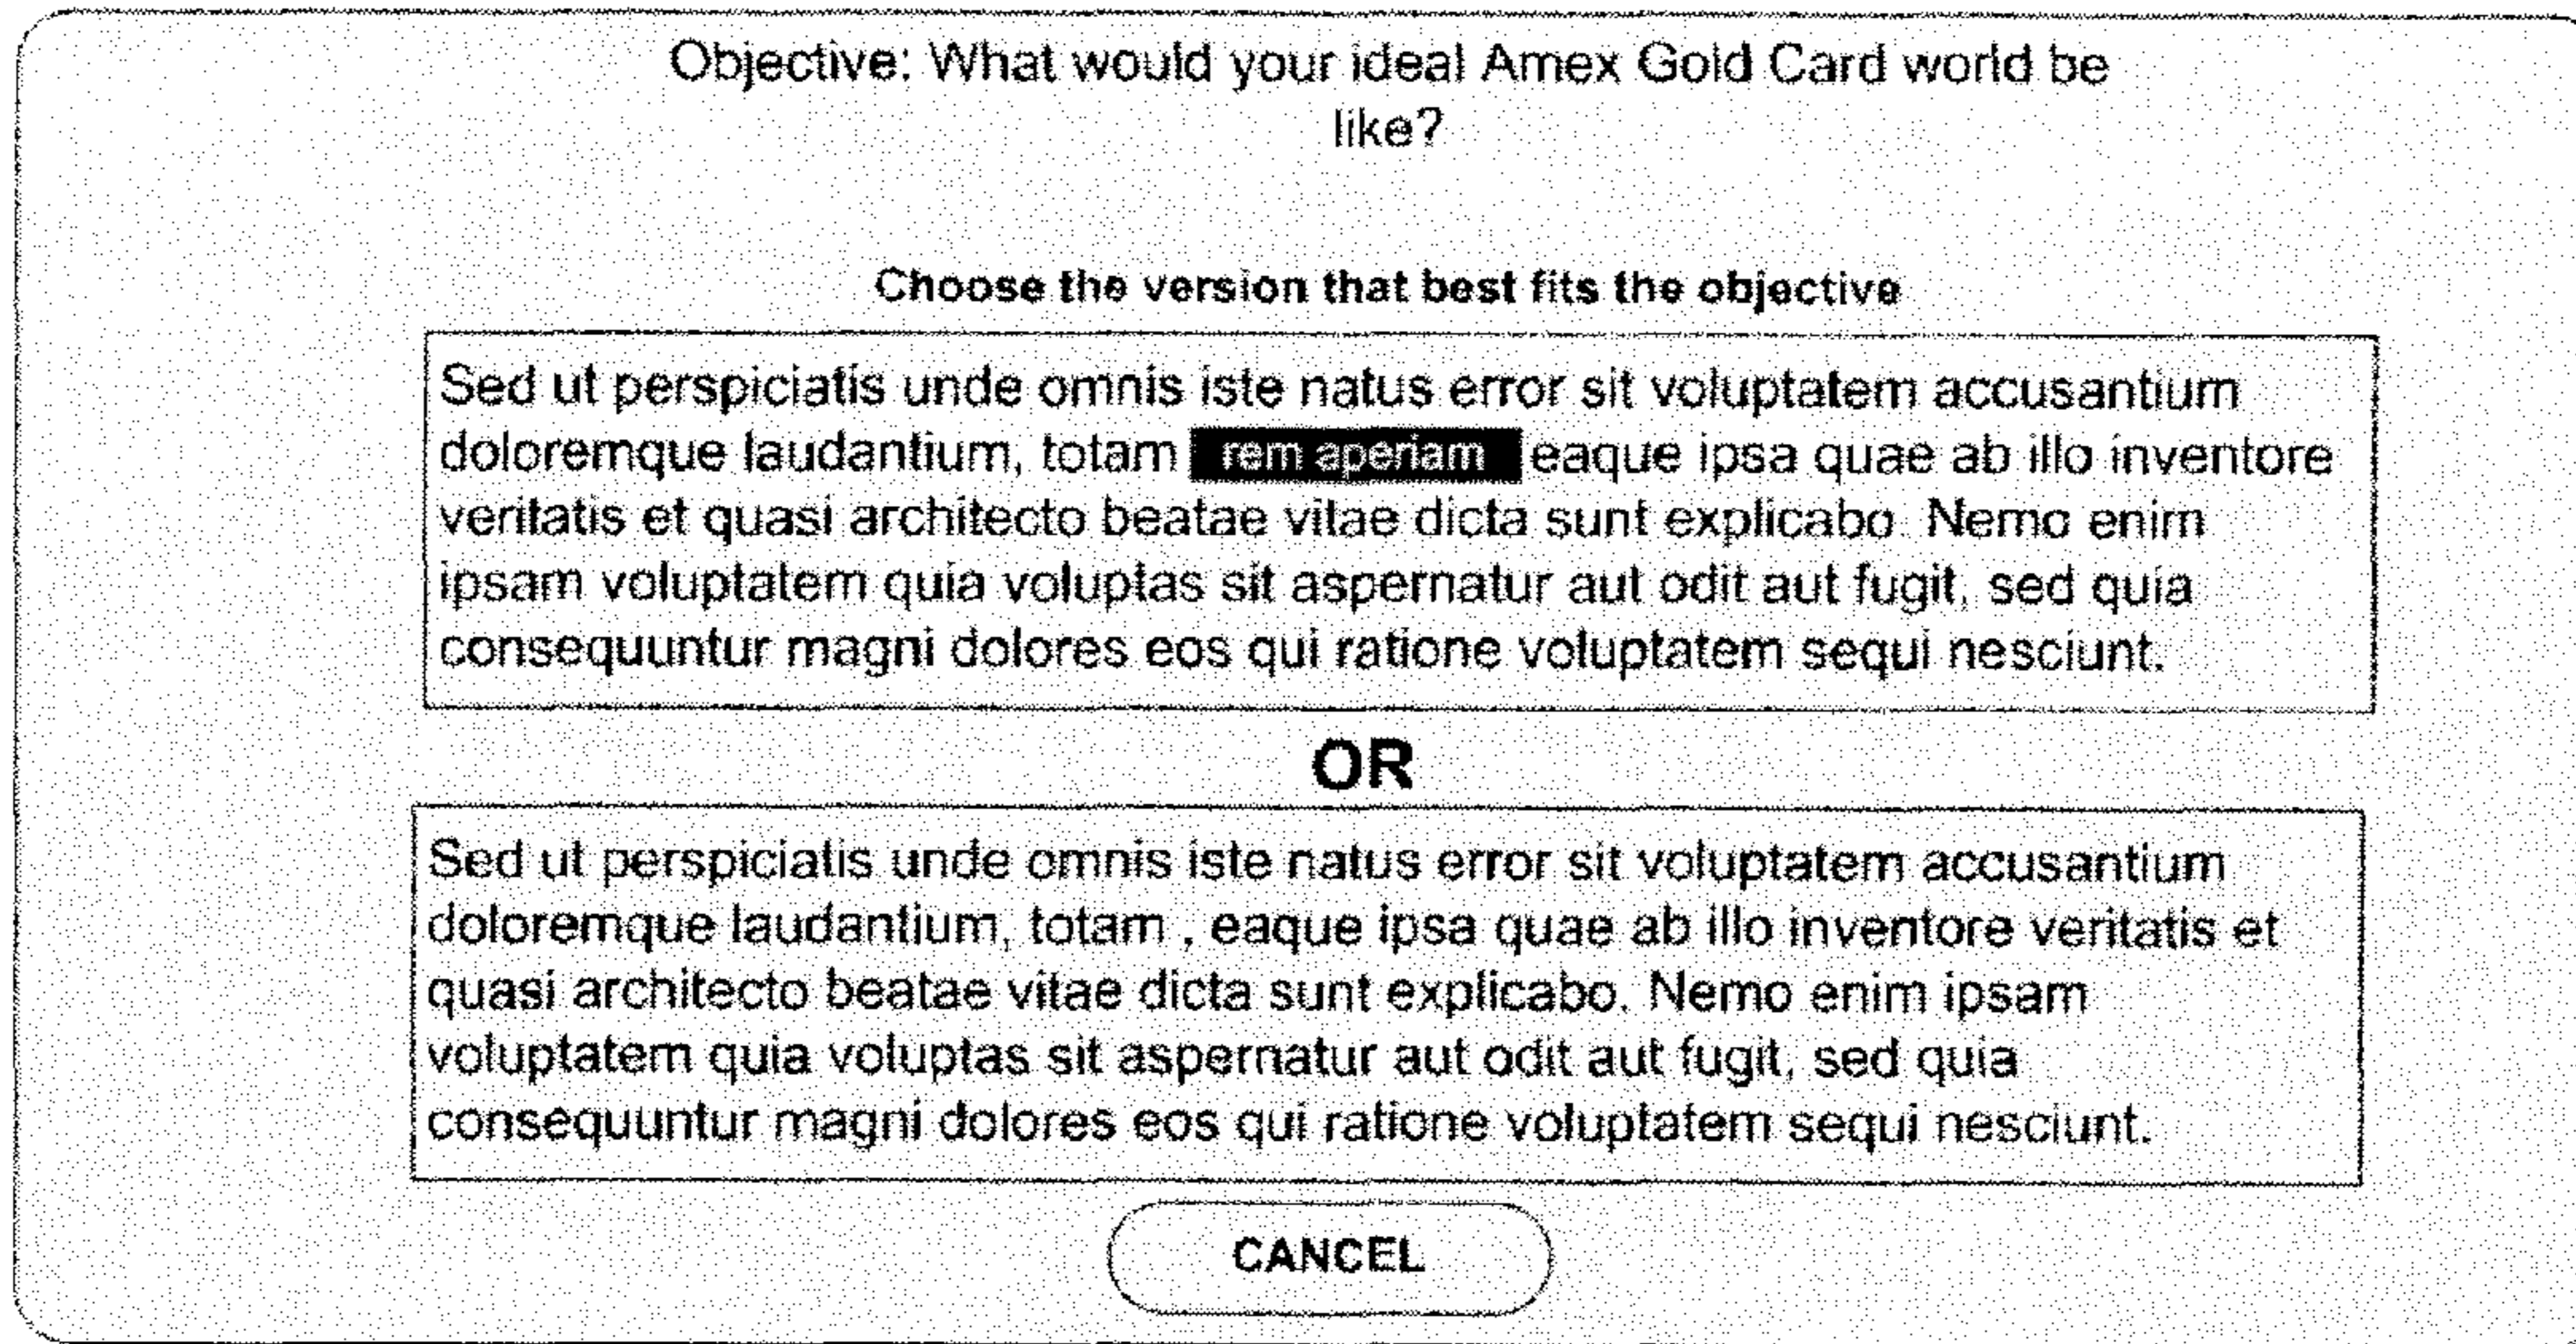 Objective: What would your ideal Amex Gold Card world be
like?
Choose the version that best fits the objective
Sed ut perspiciatis unde omnis iste natus error sit voluptatem accusantium
doloremque laudantium, totam rem aperiam eaque ipsa quae ab illo inventore
veritatis et quasi architecto beatae vitae dicta sunt explicabo. Nemo enim
ipsam voluptatem quia voluptas sit aspernatur aut odit aut fugit, sed quia
consequuntur magni dolores eos qui ratione voluptatem sequi nesciunt.
OR
Sed ut perspiciatis unde omnis iste natus error sit voluptatem accusantium
doloremque laudantium, totam , eaque ipsa quae ab illo inventore veritatis et
quasi architecto beatae vitae dicta sunt explicabo. Nemo enim ipsam
voluptatem quia voluptas sit aspernatur aut odit aut fugit, sed quia
consequuntur magni dolores eos qui ratione voluptatem sequi nesciunt.
CANCEL